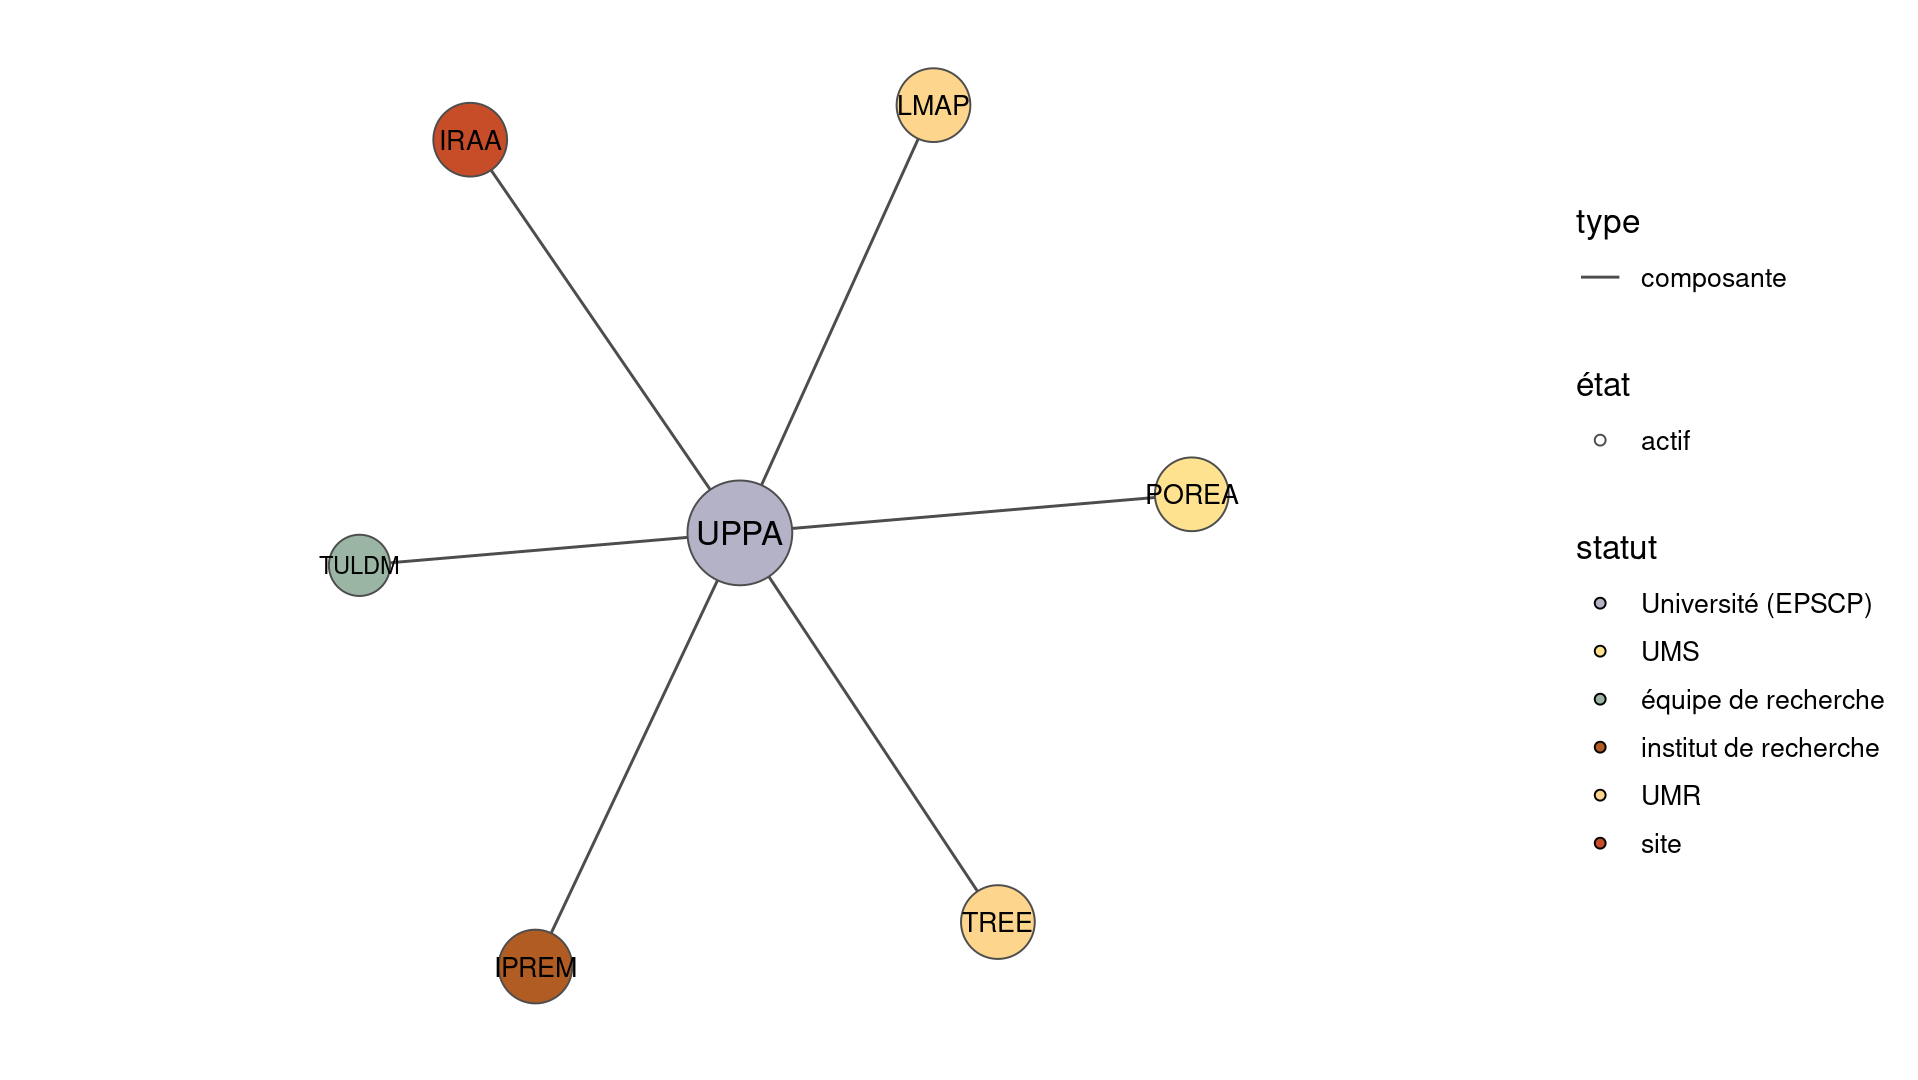 LMAP
IRAA
POREA
UPPA
TULDM
TREE
IPREM
type
composante
état
actif
statut
Université (EPSCP)
UMS
équipe de recherche
institut de recherche
UMR
site